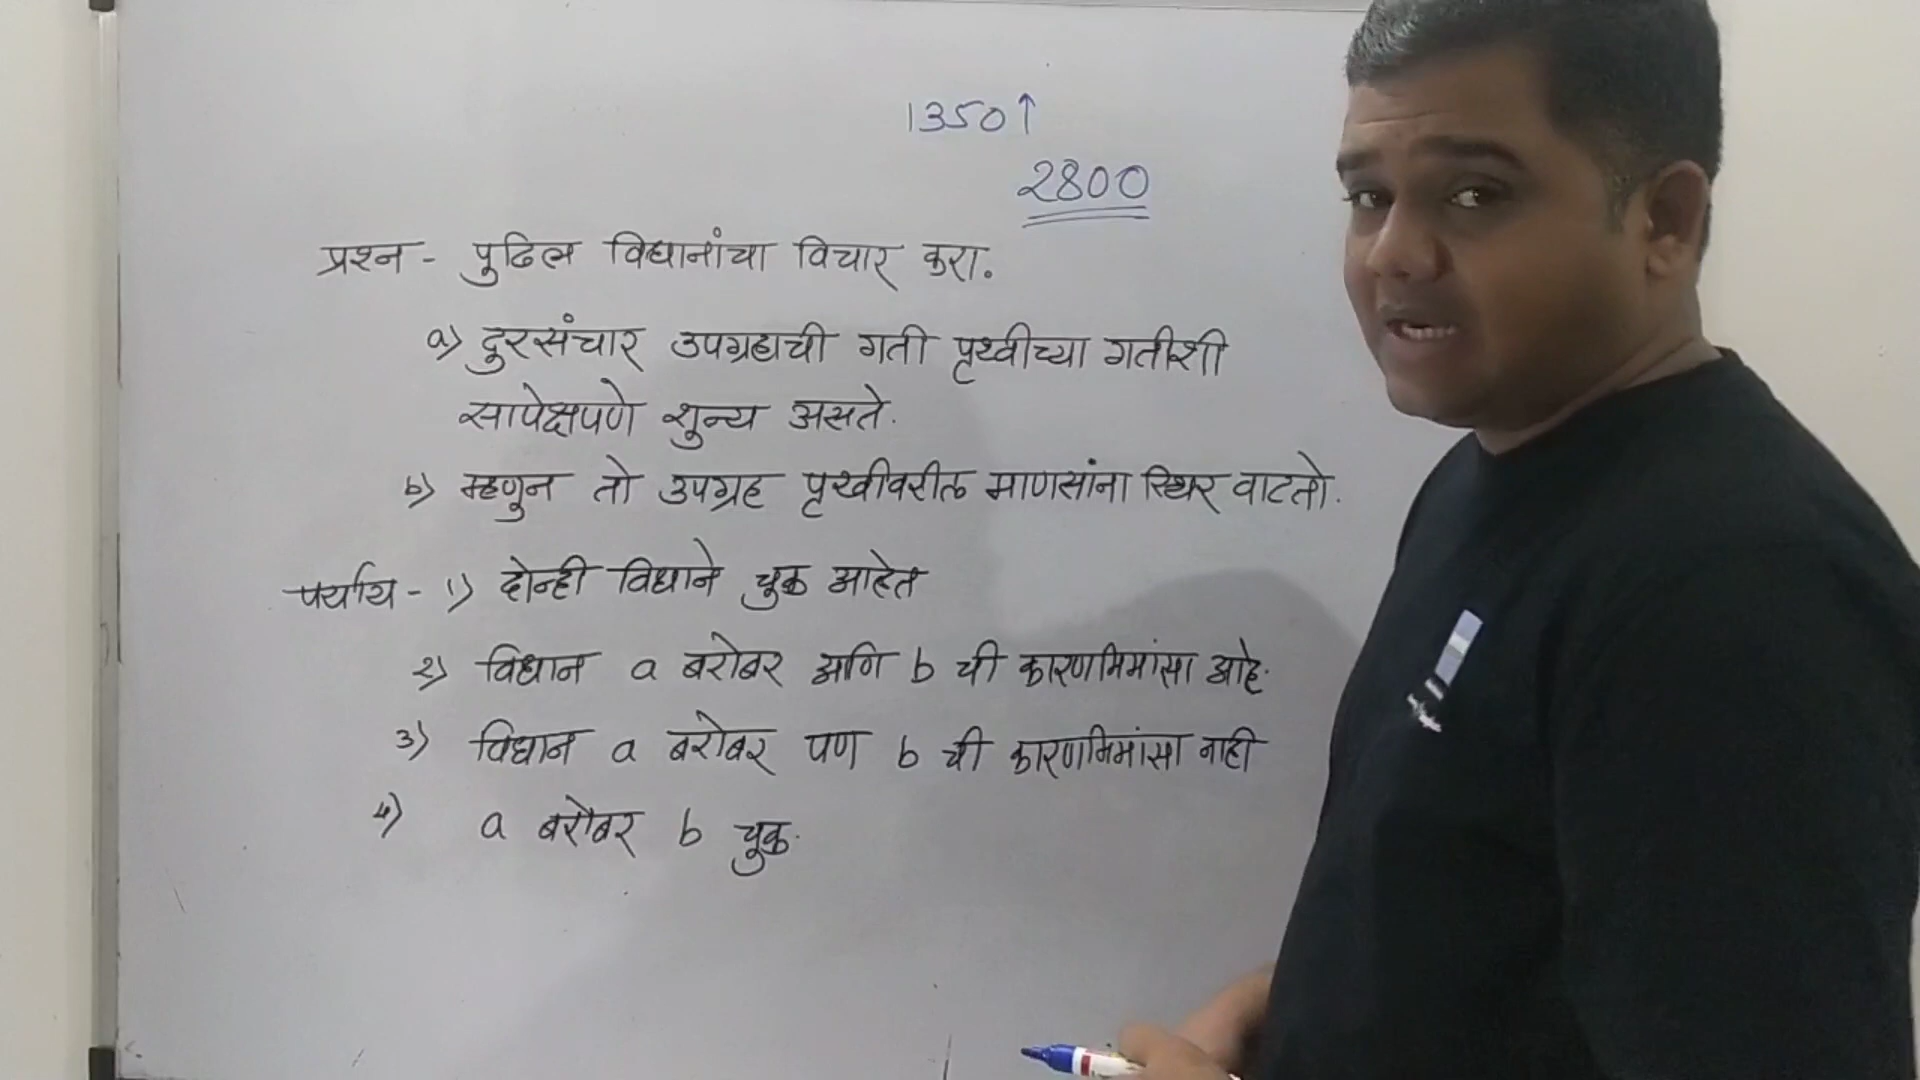 1350↑
2800
प्रश्न - पुढिल विधानांचा विचार करा.
a) दुरसंचार उपग्रहाची गती पृथ्वीच्या गतीशी
सापेक्षपणे शुन्य असते.
b) म्हणुन तो उपग्रह पृथ्वीवरील माणसांना स्थिर वाटतो.
पर्याय - 1) दोन्ही विधाने चुक आहेत
2) विधान a बरोबर आणि b ची कारणमिमांसा आहे.
3) विधान a बरोबर पण b ची कारणमिमांसा नाही
4) a बरोबर b चुक.